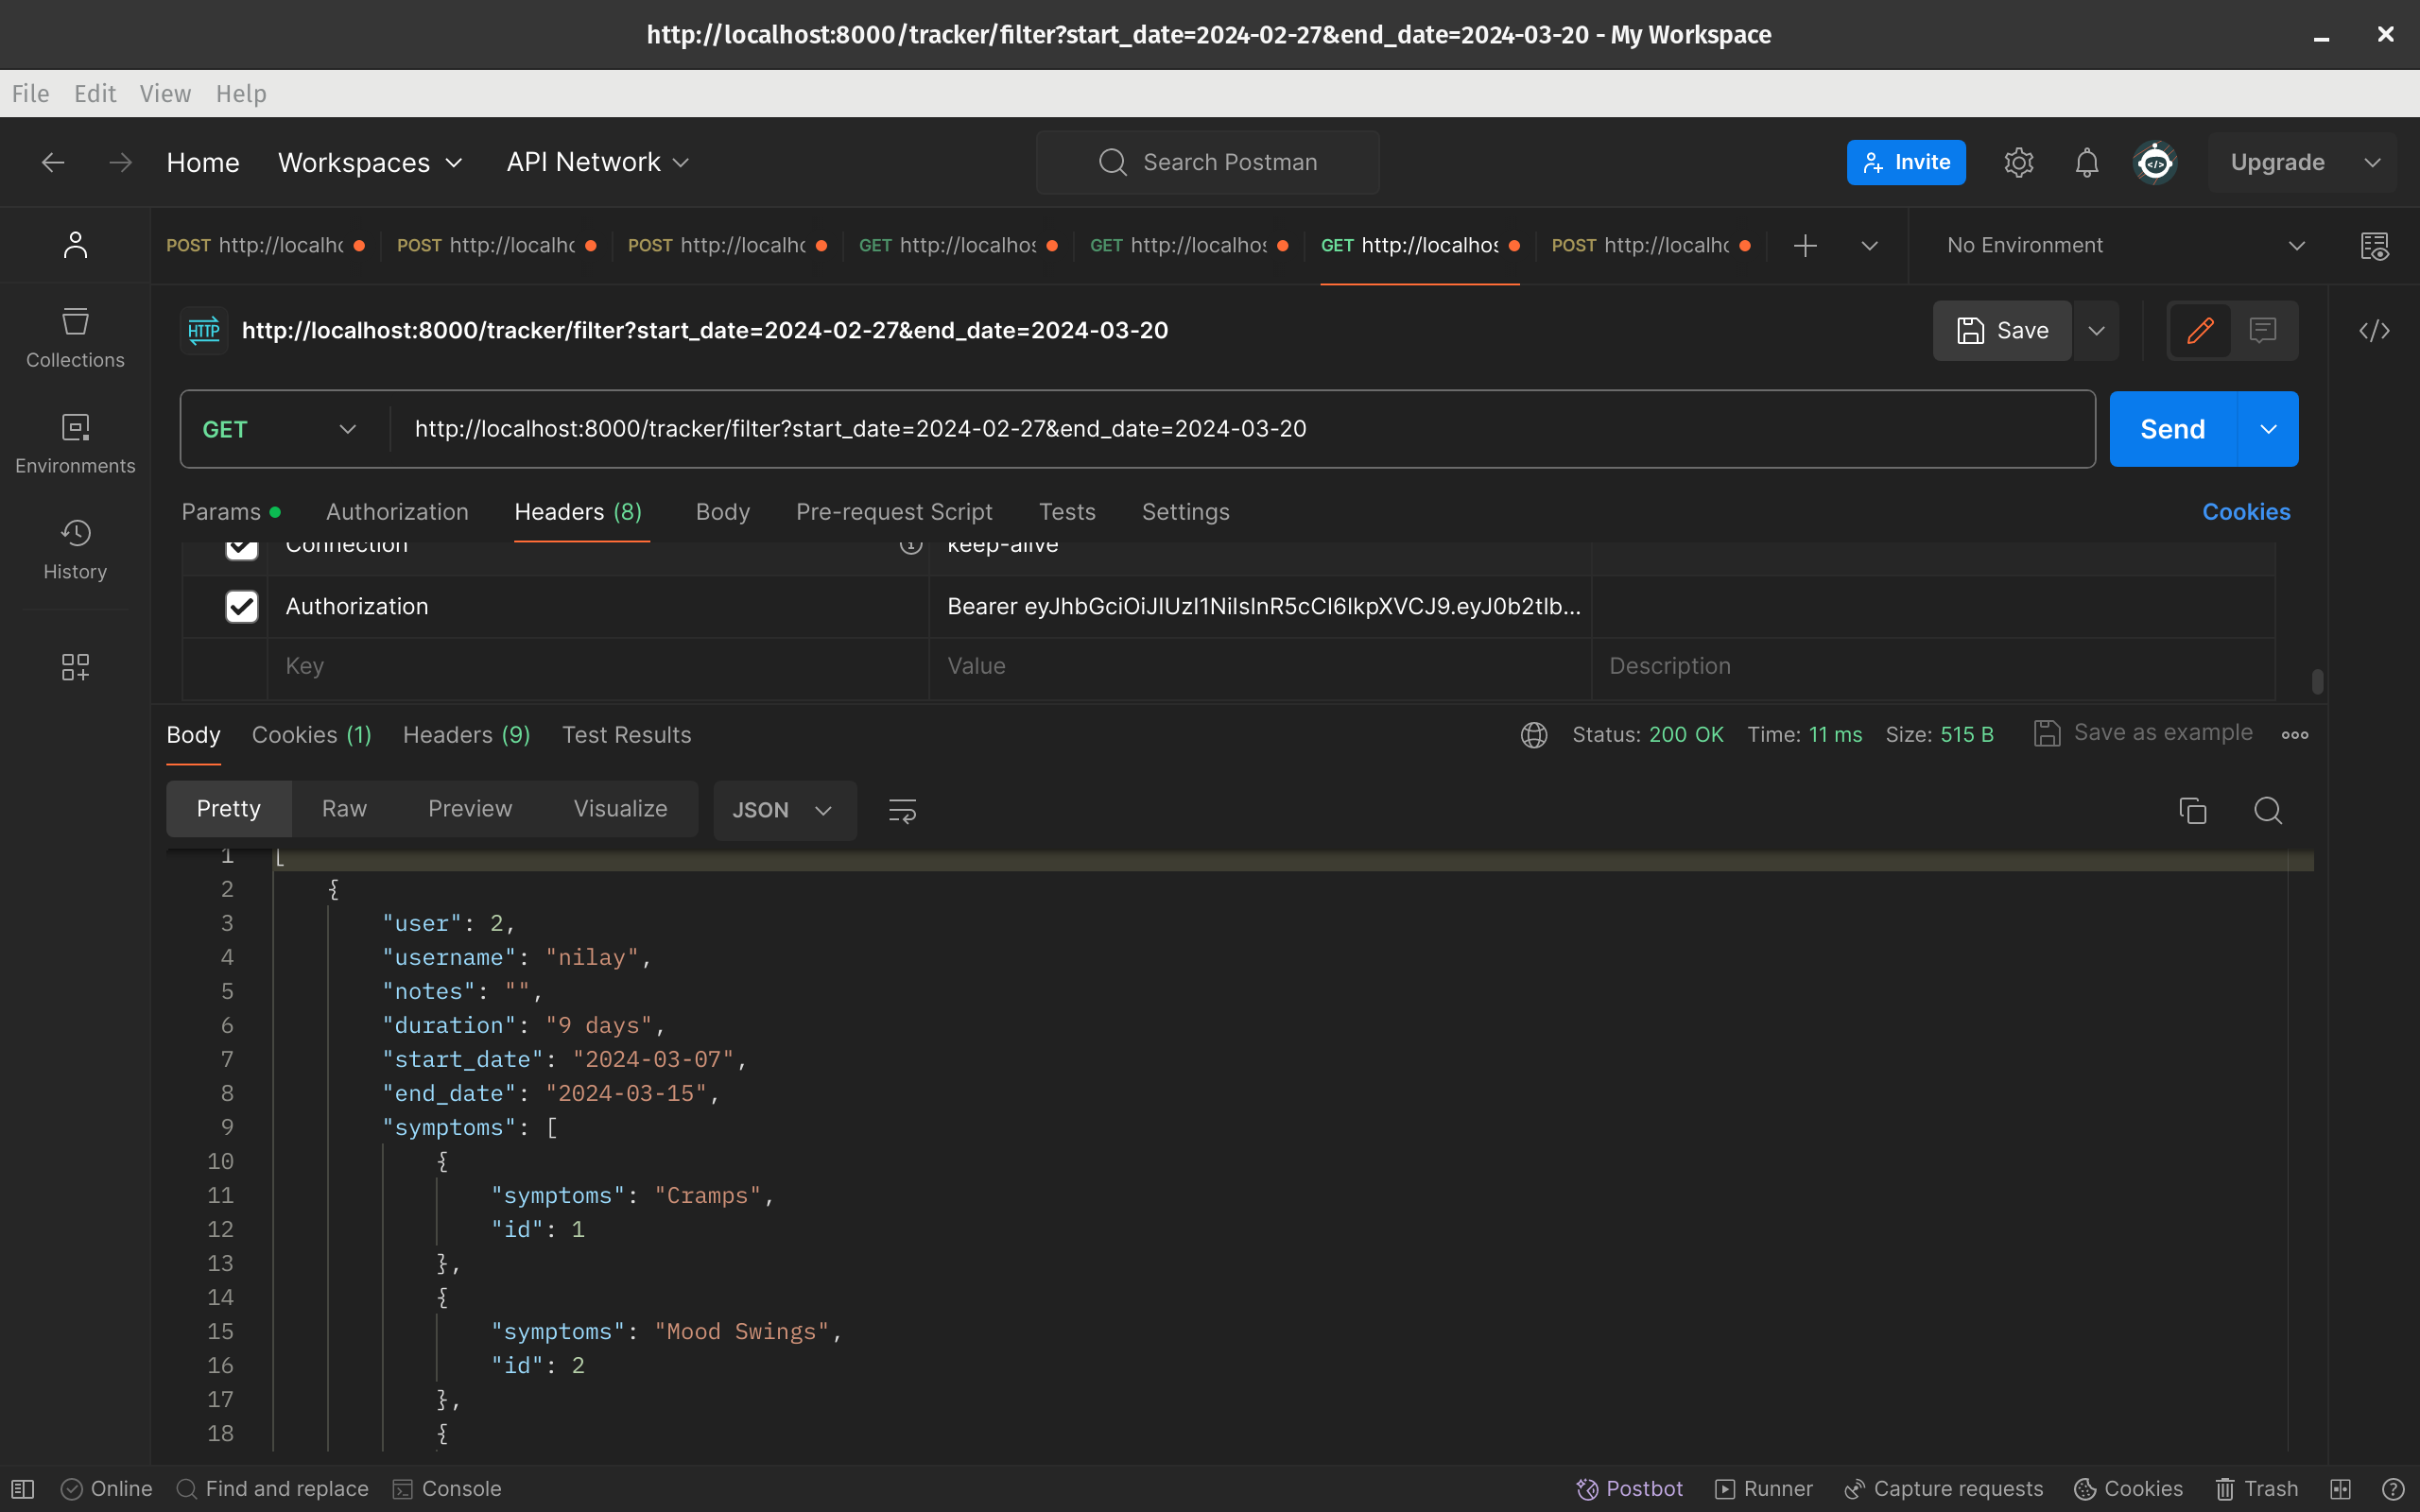 http://localhost:8000/tracker/filter?start_date=2024-02-27&end_date=2024-03-20 - My Workspace
File Edit View Help
Home Workspaces API Network Search Postman Invite Upgrade
POST http://localhc POST http://localhc POST http://localhc GET http://localhos GET http://localhos GET http://localhos POST http://localhc No Environment
HTTP http://localhost:8000/tracker/filter?start_date=2024-02-27&end_date=2024-03-20 Save
Collections
GET http://localhost:8000/tracker/filter?start_date=2024-02-27&end_date=2024-03-20 Send
Environments
Params Authorization Headers (8) Body Pre-request Script Tests Settings Cookies
Connection keep-alive
History
Authorization Bearer eyJhbGciOiJIUzI1NiIsInR5cCI6IkpXVCJ9.eyJ0b2tlb...
Key Value Description
Body Cookies (1) Headers (9) Test Results Status: 200 OK Time: 11 ms Size: 515 B Save as example
Pretty Raw Preview Visualize JSON
1 [
2 {
3 "user": 2,
4 "username": "nilay",
5 "notes": "",
6 "duration": "9 days",
7 "start_date": "2024-03-07",
8 "end_date": "2024-03-15",
9 "symptoms": [
10 {
11 "symptoms": "Cramps",
12 "id": 1
13 },
14 {
15 "symptoms": "Mood Swings",
16 "id": 2
17 },
18 {
Online Find and replace Console Postbot Runner Capture requests Cookies Trash